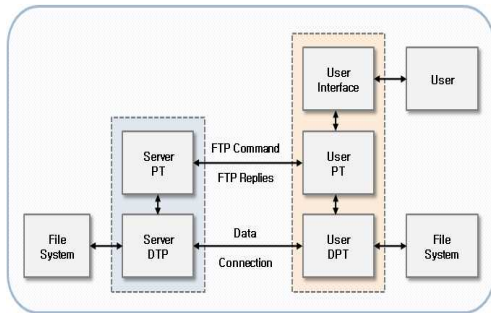 User
Interface
User
Server
PT
FTP Command
FTP Replies
User
PT
File
System
Server
DTP
Data
Connection
User
DPT
File
System